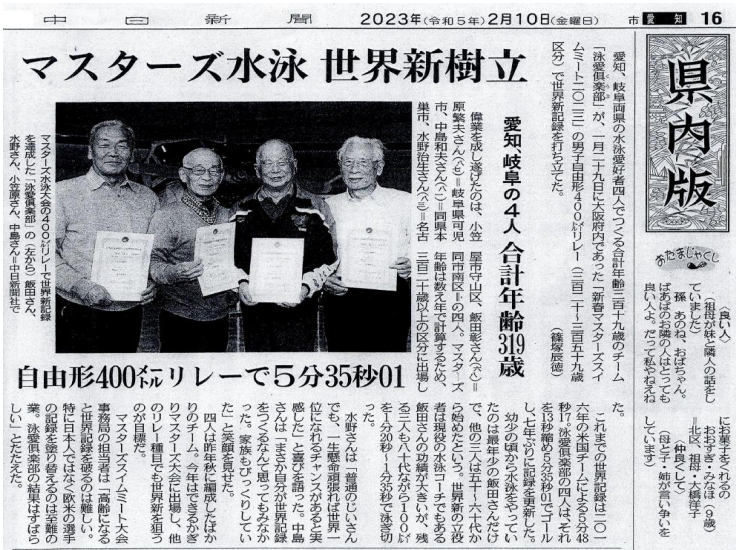 中日新聞 2023年(令和5年)2月10日(金曜日) 市 愛知 16
県内版
マスターズ水泳 世界新樹立
愛知、岐阜の4人 合計年齢319歳
自由形400メートルリレーで5分35秒01
愛知、岐阜両県の水泳愛好者四人でつくる合計年齢三百十九歳のチーム
「泳愛倶楽部」が、一月二十九日に大阪府内であった「新春マスターズスイ
ムミート二〇二三」の男子自由形400メートルリレー(三百二十〜三百五十九歳
区分)で世界新記録を打ち立てた。
(篠塚辰徳)
偉業を成し遂げたのは、小笠
原繁夫さん
=岐阜県可児
市、中島和夫さん
=同県本
巣市、水野治生さん
=名古
屋市守山区、飯田彰さん
=
同市南区=の四人。マスターズ
年齢は数え年で計算するため、
三百二十歳以上の区分に出場し
た。
これまでの世界記録は二〇一
六年の米国チームによる5分48
秒17。泳愛倶楽部の四人は、それ
を13秒縮める5分35秒01でゴール
し、七年ぶりに記録を更新した。
幼少の頃から水泳をやってい
たのは最年少の飯田さんだけ
で、他の三人は五十〜六十代か
ら始めたという。世界新の立役
者は現役の水泳コーチでもある
飯田さんの功績が大きいが、残
る三人も八十代ながら100メートル
を1分20秒〜1分35秒で泳ぎ切
った。
水野さんは「普通のじいさん
でも、一生懸命頑張れば世界一
位になれるチャンスがあると実
感した」と喜びを語った。中島
さんは「まさか自分が世界記録
をつくるなんて思ってもみなか
った。家族もびっくりしてい
た」と笑顔を見せた。
四人は昨年秋に編成したばか
りのチーム。今年はできるかぎ
りマスターズ大会に出場し、他
のリレー種目でも世界新を狙う
のが目標だ。
マスターズスイムミート大会
事務局の担当者は「高齢になる
と世界記録を破るのは難しい。
特に日本人ではなく欧米の選手
の記録を塗り替えるのは至難の
業。泳愛倶楽部の結果はすばら
しい」とたたえた。
マスターズ水泳大会の400メートルリレーで世界新記録
を達成した「泳愛倶楽部」の(左から)飯田さん、
水野さん、小笠原さん、中島さん=中日新聞社で
おたまじゃくし
〈良い人〉
(祖母が妹と隣人の話をし
ていました)
孫 あのね、おばちゃん。
ばあばのお隣の人はとっても
良い人よ。だって私やねえね
にお菓子をくれるの
おおすぎ・みなほ(9歳)
=北区、祖母・大橋洋子
〈仲良くして〉
(母と子・姉が言い争いを
しています)